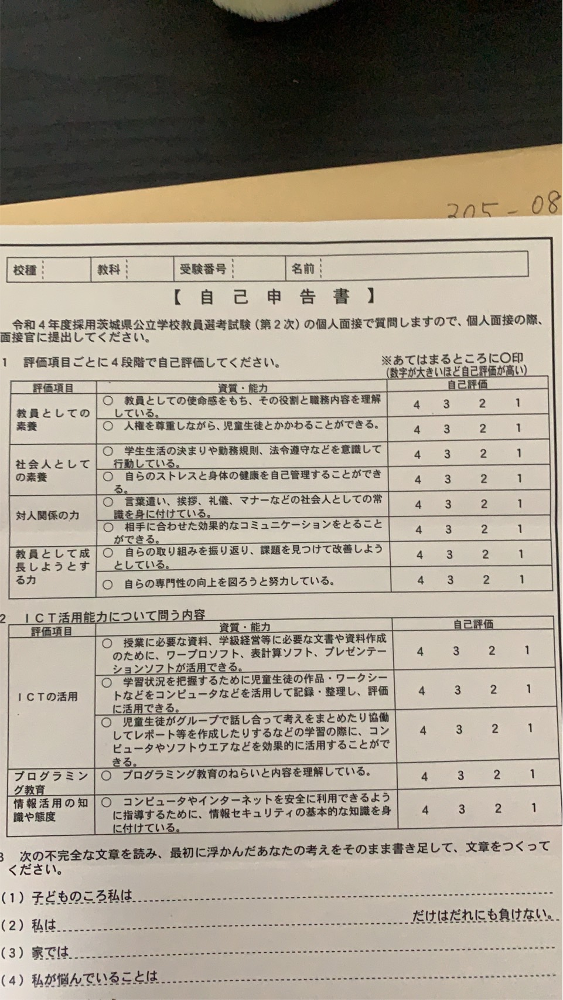 205-08
校種
教科
受験番号
名前
【自己申告書】
令和4年度採用茨城県公立学校教員選考試験(第2次)の個人面接で質問しますので、個人面接の際、
面接官に提出してください。
1 評価項目ごとに4段階で自己評価してください。
※あてはまるところに〇印
(数字が大きいほど自己評価が高い)
評価項目 資質・能力 自己評価
教員としての
素養
〇 教員としての使命感をもち、その役割と職務内容を理解
している。
4 3 2 1
〇 人権を尊重しながら、児童生徒とかかわることができる。
4 3 2 1
社会人として
の素養
〇 学生生活の決まりや勤務規則、法令遵守などを意識して
行動している。
4 3 2 1
〇 自らのストレスと身体の健康を自己管理することができ
る。
4 3 2 1
対人関係の力
〇 言葉遣い、挨拶、礼儀、マナーなどの社会人としての常
識を身に付けている。
4 3 2 1
〇 相手に合わせた効果的なコミュニケーションをとること
ができる。
4 3 2 1
教員として成
長しようとす
る力
〇 自らの取り組みを振り返り、課題を見つけて改善しよう
としている。
4 3 2 1
〇 自らの専門性の向上を図ろうと努力している。
4 3 2 1
2 ICT活用能力について問う内容
評価項目 資質・能力 自己評価
ICTの活用
〇 授業に必要な資料、学級経営等に必要な文書や資料作成
のために、ワープロソフト、表計算ソフト、プレゼンテー
ションソフトが活用できる。
4 3 2 1
〇 学習状況を把握するために児童生徒の作品・ワークシー
トなどをコンピュータなどを活用して記録・整理し、評価
に活用できる。
4 3 2 1
〇 児童生徒がグループで話し合って考えをまとめたり協働
してレポート等を作成したりするなどの学習の際に、コン
ピュータやソフトウエアなどを効果的に活用することがで
きる。
4 3 2 1
プログラミン
グ教育
〇 プログラミング教育のねらいと内容を理解している。
4 3 2 1
情報活用の知
識や態度
〇 コンピュータやインターネットを安全に利用できるよう
に指導するために、情報セキュリティの基本的な知識を身
に付けている。
4 3 2 1
3 次の不完全な文章を読み、最初に浮かんだあなたの考えをそのまま書き足して、文章をつくって
ください。
(1)子どものころ私は
(2)私は だけはだれにも負けない。
(3)家では
(4)私が悩んでいることは